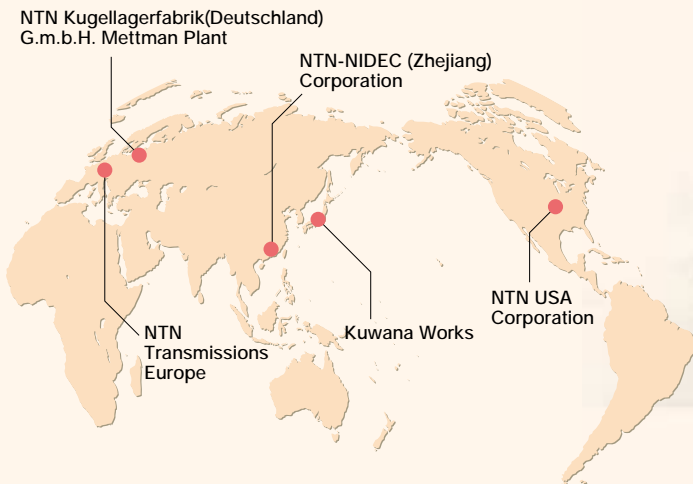 NTN Kugellagerfabrik(Deutschland)
G.m.b.H. Mettman Plant
NTN-NIDEC (Zhejiang)
Corporation
NTN USA
Corporation
Kuwana Works
NTN
Transmissions
Europe